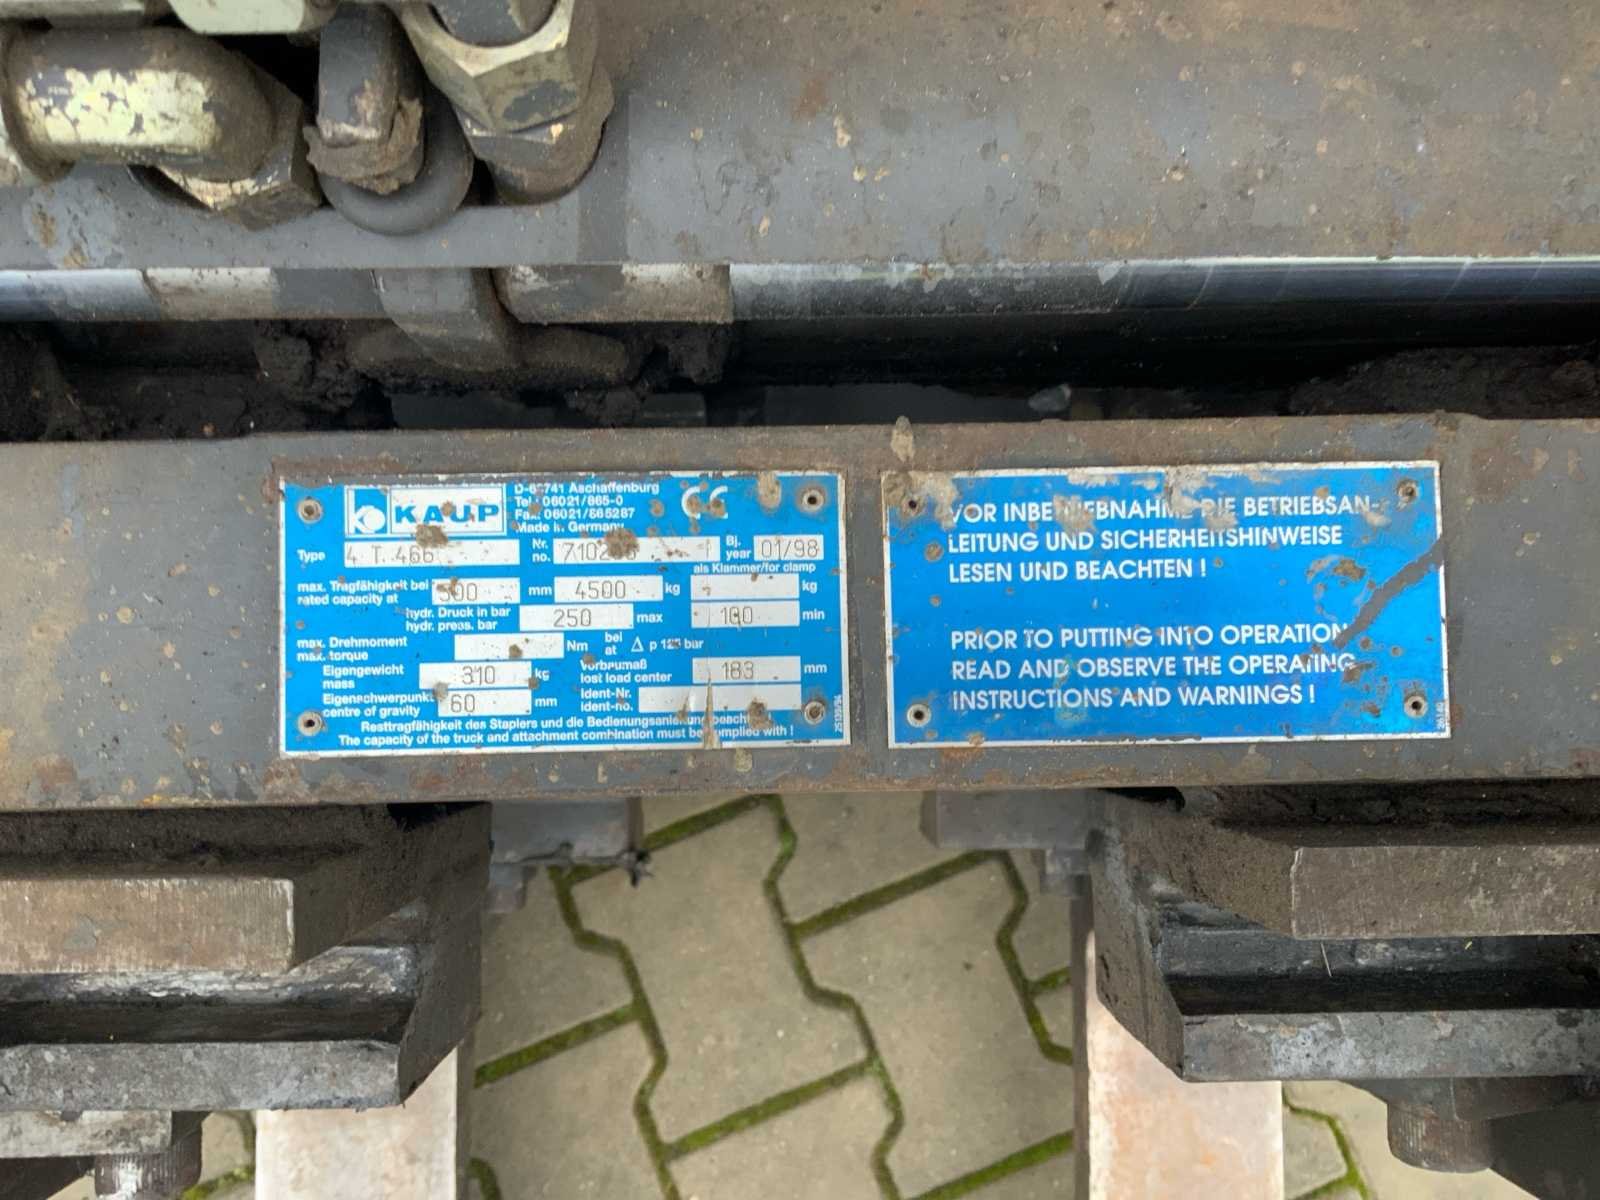 KAUP
Aschaffenburg
Tel.: 06021/865-0
Fax: 06021/865287
Made in Germany
CE
Type 4 T. 466
Nr. no.
Bj. year 01/98
als Klammer/for clamp
max. Tragfähigkeit bei
rated capacity at 500 mm 4500 kg kg
hydr. Druck in bar
hydr. press. bar 250 max 100 min
max. Drehmoment
max. torque Nm bei at Δ p bar
Eigengewicht
mass 310 kg
Vorbaumaß
lost load center 183 mm
Eigenschwerpunkt
centre of gravity 60 mm
Ident-Nr.
Ident-no.
Resttragfähigkeit des Staplers und die Bedienungsanleitung beachten
The capacity of the truck and attachment combination must be complied with !
VOR INBETRIEBNAHME DIE BETRIEBSAN-
LEITUNG UND SICHERHEITSHINWEISE
LESEN UND BEACHTEN !
PRIOR TO PUTTING INTO OPERATION
READ AND OBSERVE THE OPERATING
INSTRUCTIONS AND WARNINGS !